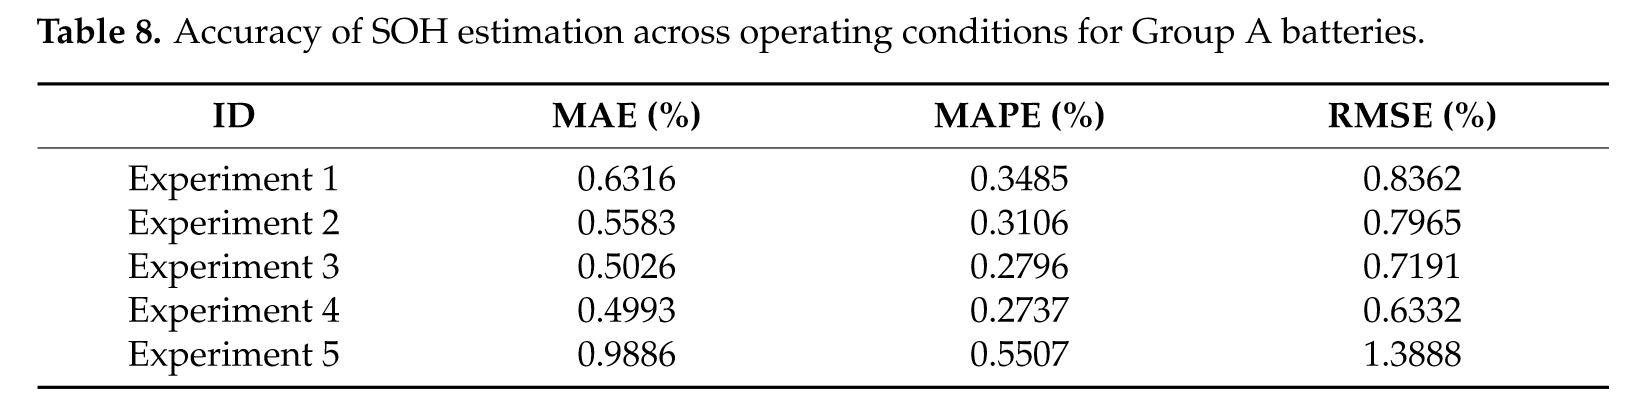 Table 8. Accuracy of SOH estimation across operating conditions for Group A batteries.
ID MAE (%) MAPE (%) RMSE (%)
Experiment 1 0.6316 0.3485 0.8362
Experiment 2 0.5583 0.3106 0.7965
Experiment 3 0.5026 0.2796 0.7191
Experiment 4 0.4993 0.2737 0.6332
Experiment 5 0.9886 0.5507 1.3888